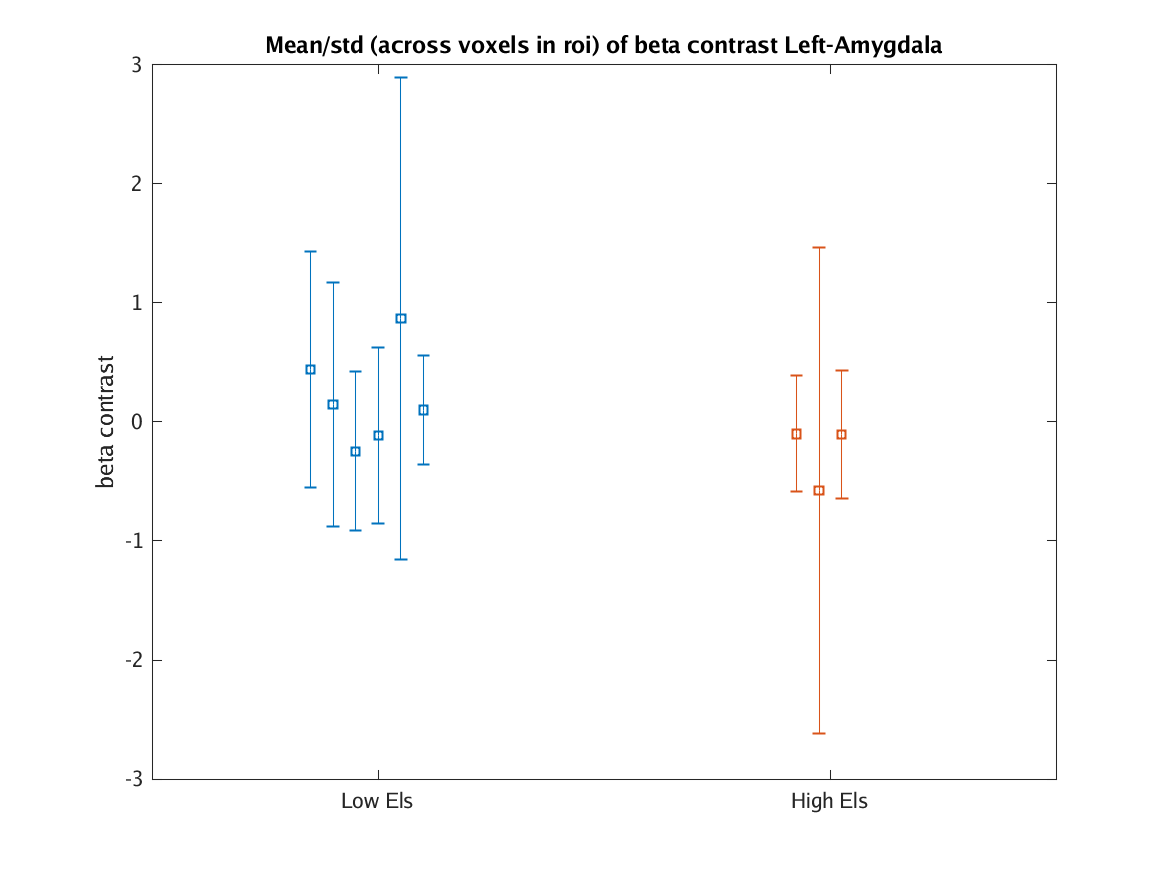 Mean/std (across voxels in roi) of beta contrast Left-Amygdala
3
2
1
0
-1
-2
-3
beta contrast
Low Els
High Els